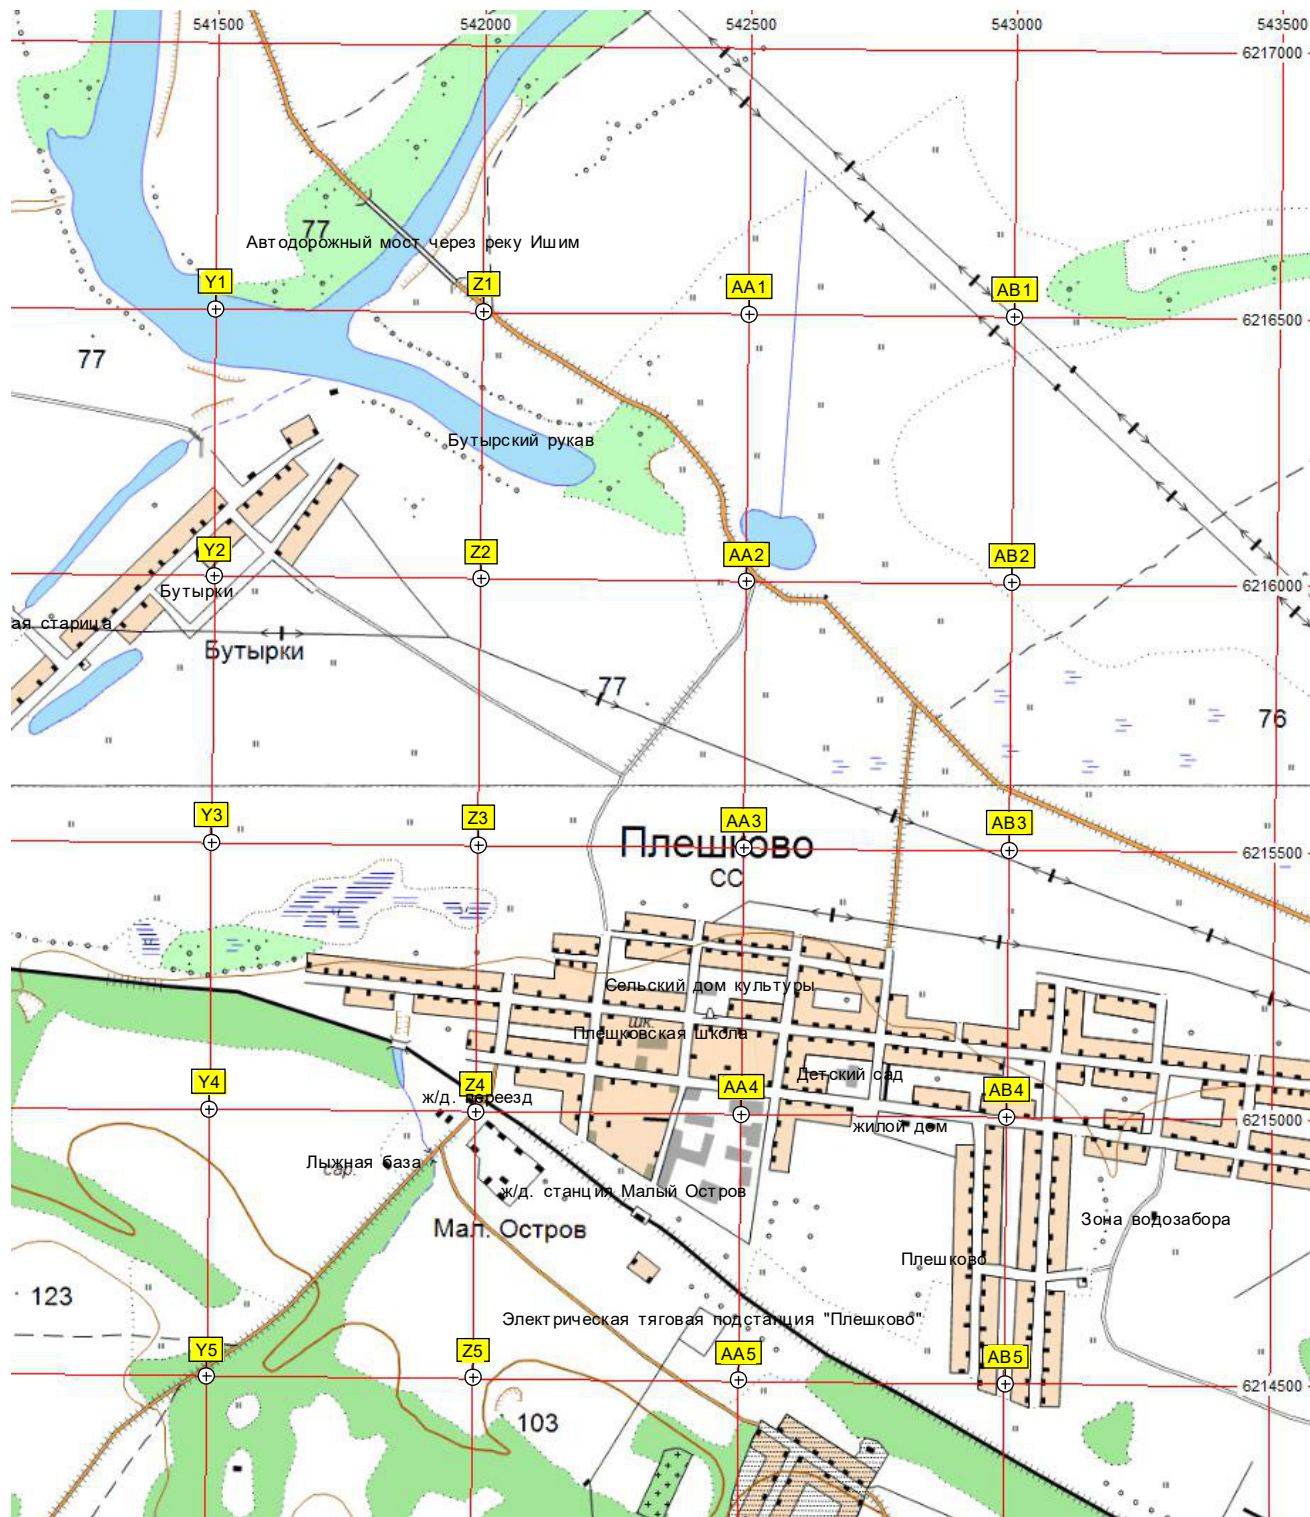 541500 542000 542500 543000 543500
6217000
77
Автодорожный мост через реку Ишим
Y1 Z1 AA1 AB1
6216500
77
Бутырский рукав
Y2 Z2 AA2 AB2
6216000
Бутырки
ая старица
Бутырки
77
76
Y3 Z3 AA3 AB3
Плешково
6215500
СС
Сельский дом культуры
шк.
Плешковская школа
Детский сад
Y4 Z4 AA4 AB4
ж/д. переезд
6215000
жилой дом
Лыжная база
сар.
ж/д. станция Малый Остров
Мал. Остров
Зона водозабора
Плешково
123
Электрическая тяговая подстанция "Плешково"
Y5 Z5 AA5 AB5
6214500
103